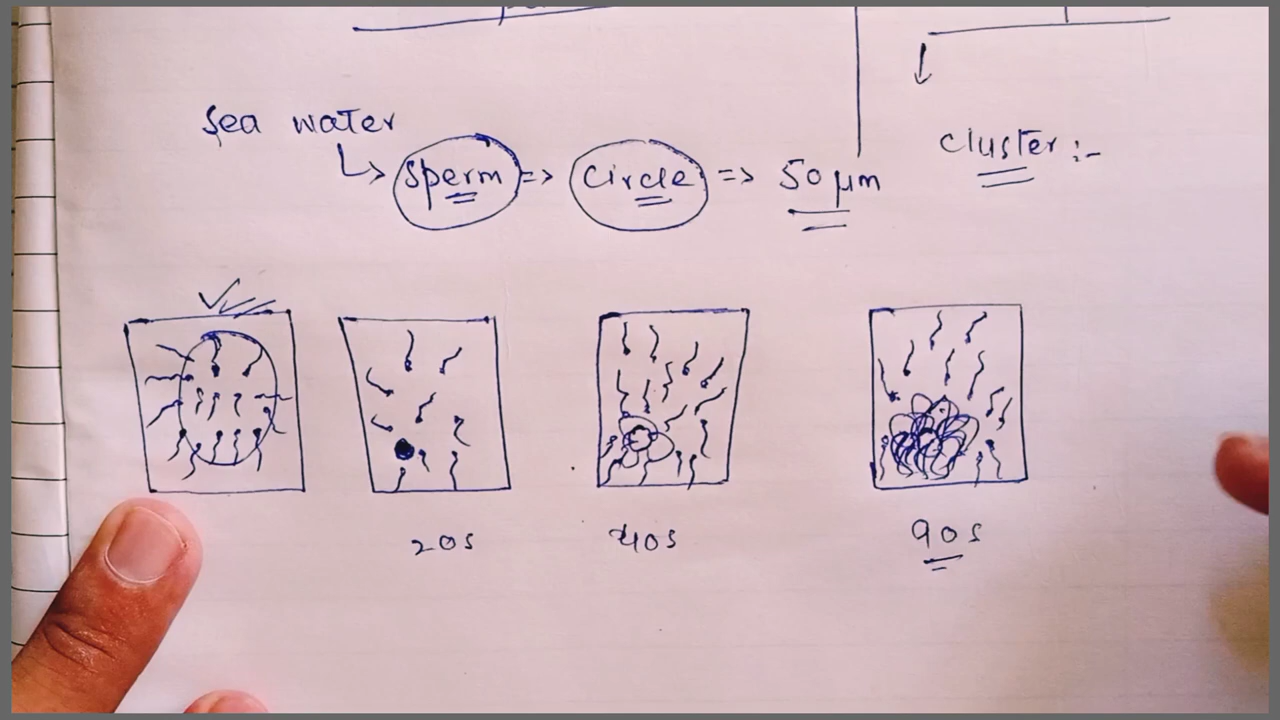 Sea water
↳ Sperm => circle => 50 μm
cluster :-
20s
40s
90s